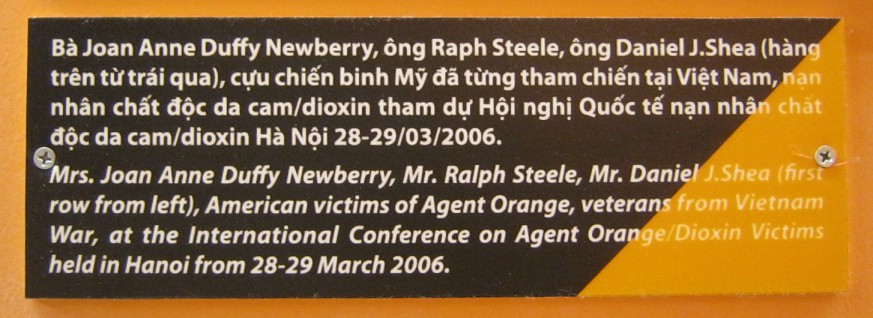 Bà Joan Anne Duffy Newberry, ông Raph Steele, ông Daniel J.Shea (hàng
trên từ trái qua), cựu chiến binh Mỹ đã từng tham chiến tại Việt Nam, nạn
nhân chất độc da cam/dioxin tham dự Hội nghị Quốc tế nạn nhân chất
độc da cam/dioxin Hà Nội 28-29/03/2006.
Mrs. Joan Anne Duffy Newberry, Mr. Ralph Steele, Mr. Daniel J.Shea (first
row from left), American victims of Agent Orange, veterans from Vietnam
War, at the International Conference on Agent Orange/Dioxin Victims
held in Hanoi from 28-29 March 2006.